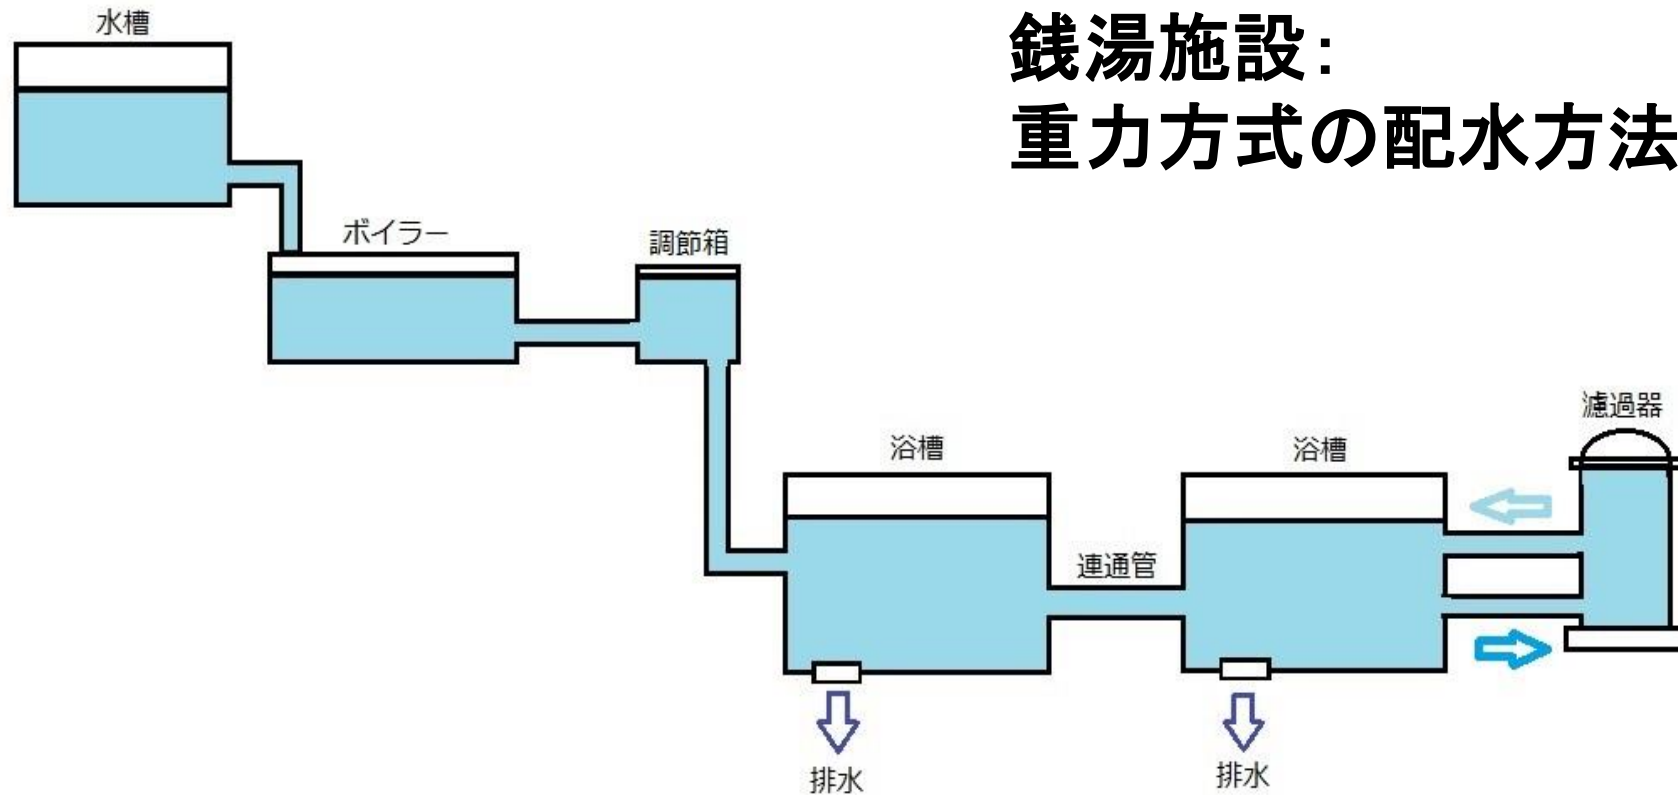 銭湯施設:
重力方式の配水方法
水槽
ボイラー
調節箱
浴槽
浴槽
濾過器
連通管
排水
排水